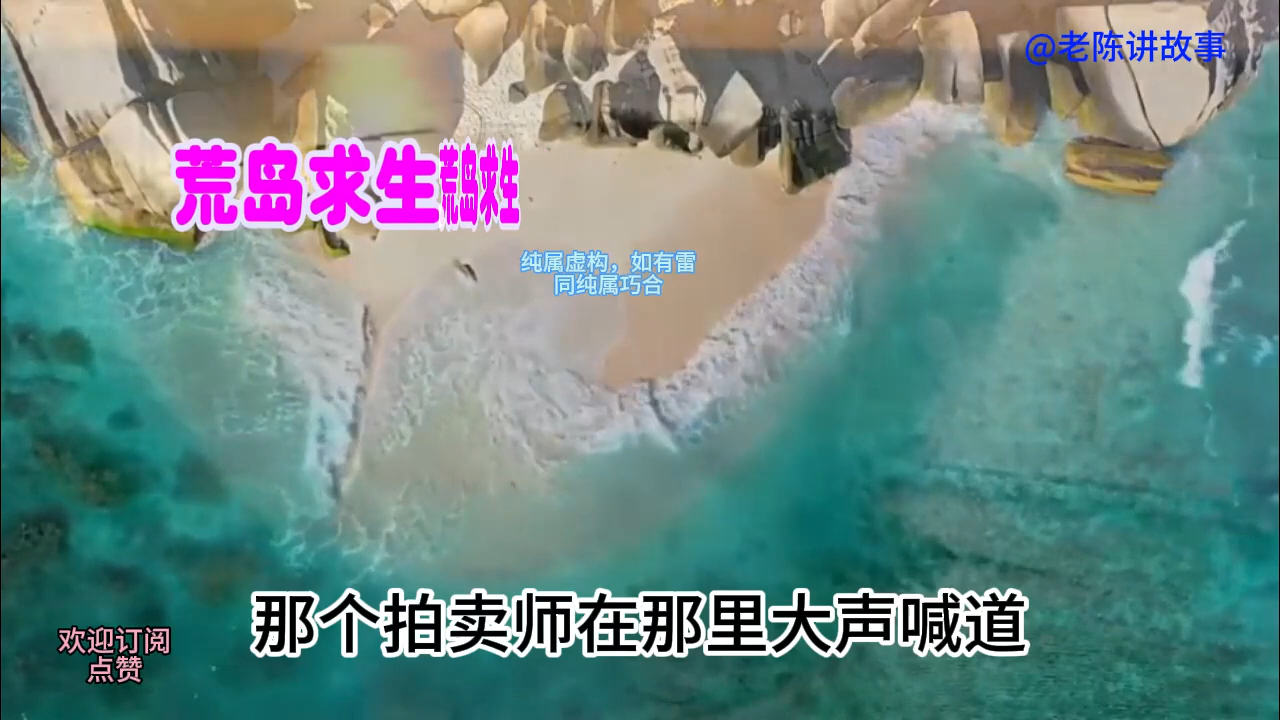 @老陈讲故事
荒岛求生荒岛求生
纯属虚构，如有雷
同纯属巧合
那个拍卖师在那里大声喊道
欢迎订阅
点赞